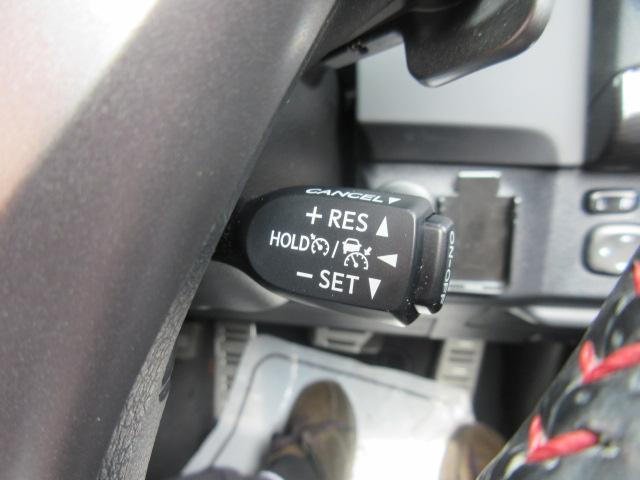 CANCEL
+ RES
HOLD /
- SET
ON-OFF